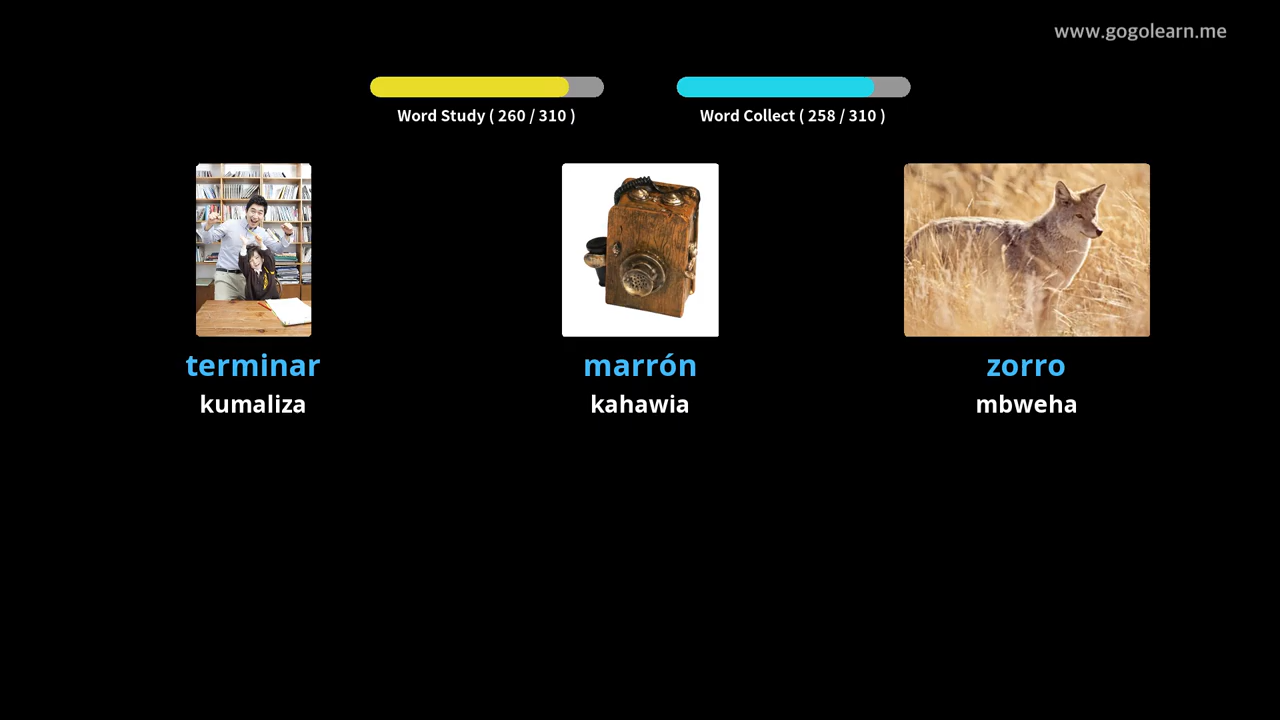 www.gogolearn.me
Word Study ( 260 / 310 )
Word Collect ( 258 / 310 )
terminar
kumaliza
marrón
kahawia
zorro
mbweha